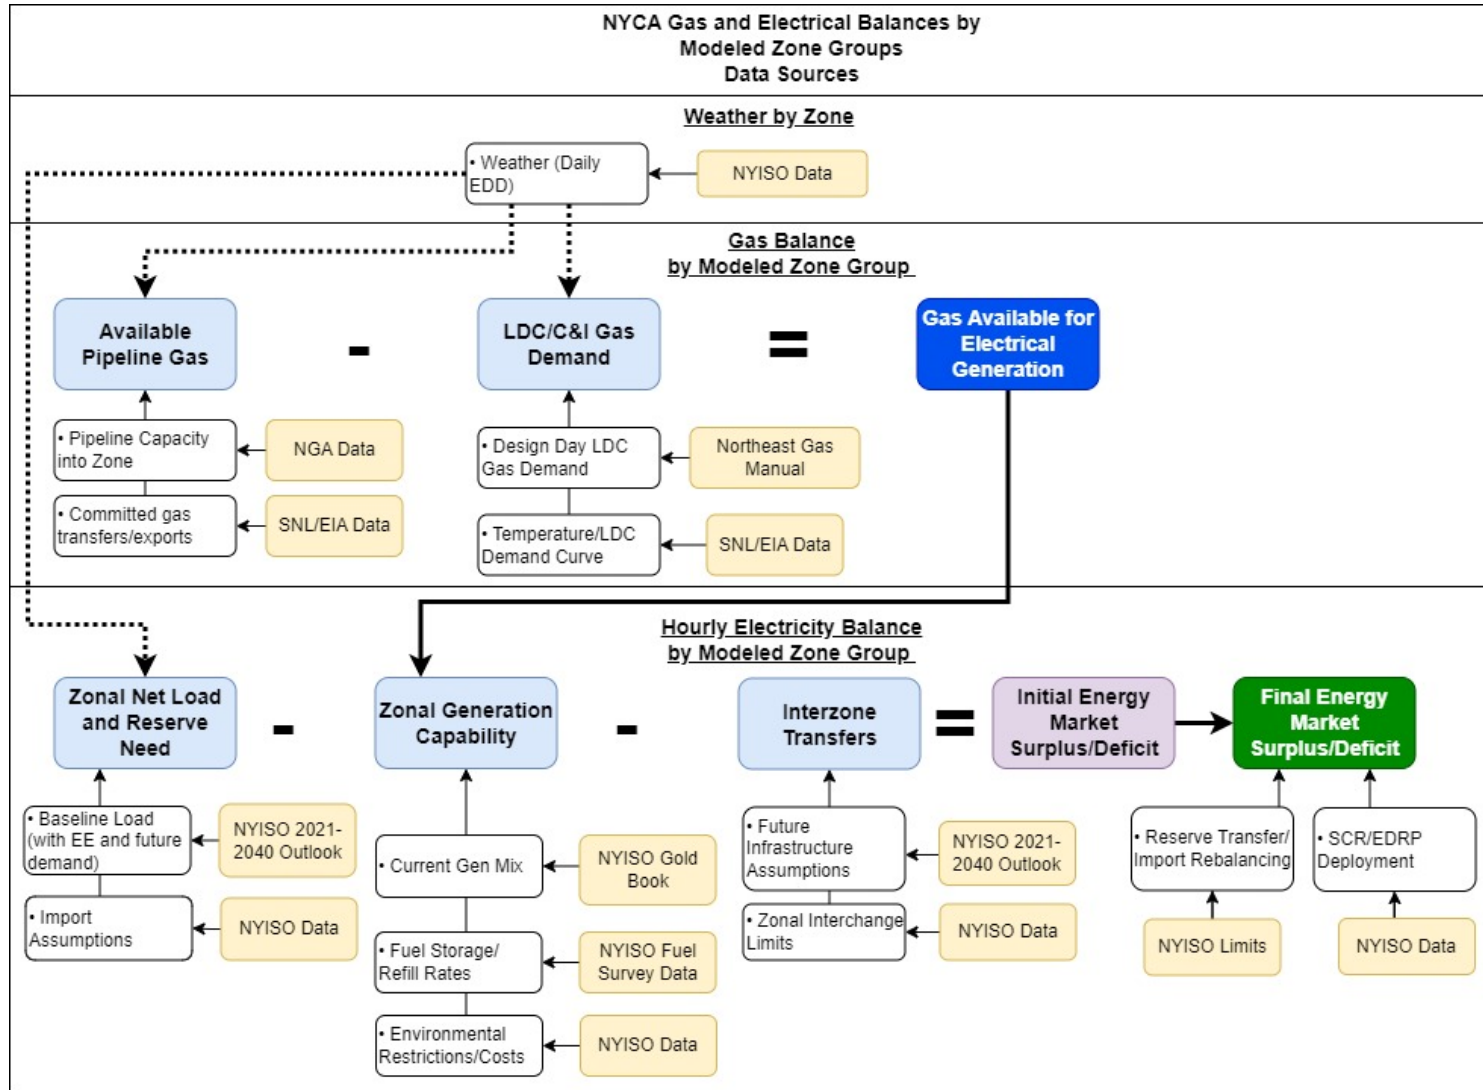 NYCA Gas and Electrical Balances by
Modeled Zone Groups
Data Sources
Weather by Zone
• Weather (Daily
EDD)
NYISO Data
Gas Balance
by Modeled Zone Group
Available
Pipeline Gas
-
LDC/C&I Gas
Demand
=
Gas Available for
Electrical
Generation
• Pipeline Capacity
into Zone
NGA Data
• Design Day LDC
Gas Demand
Northeast Gas
Manual
• Committed gas
transfers/exports
SNL/EIA Data
• Temperature/LDC
Demand Curve
SNL/EIA Data
Hourly Electricity Balance
by Modeled Zone Group
Zonal Net Load
and Reserve
Need
-
Zonal Generation
Capability
-
Interzone
Transfers
=
Initial Energy
Market
Surplus/Deficit
Final Energy
Market
Surplus/Deficit
• Baseline Load
(with EE and future
demand)
NYISO 2021-
2040 Outlook
• Import
Assumptions
NYISO Data
• Current Gen Mix
NYISO Gold
Book
• Fuel Storage/
Refill Rates
NYISO Fuel
Survey Data
• Environmental
Restrictions/Costs
NYISO Data
• Future
Infrastructure
Assumptions
NYISO 2021-
2040 Outlook
• Zonal Interchange
Limits
NYISO Data
• Reserve Transfer/
Import Rebalancing
NYISO Limits
• SCR/EDRP
Deployment
NYISO Data